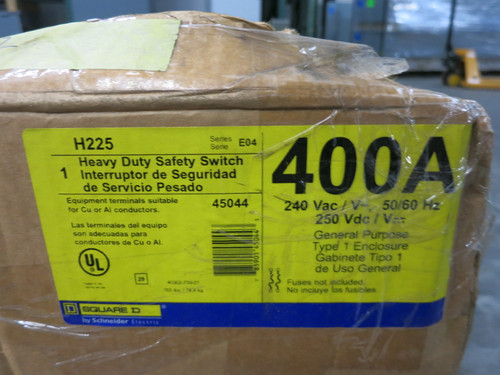 H225
Series
Serie
E04
1
Heavy Duty Safety Switch
Interruptor de Seguridad
de Servicio Pesado
Equipment terminals suitable
for Cu or Al conductors.
45044
Las terminales del equipo
son adecuadas para
conductores de Cu o Al.
UL
29
400A
240 Vac / V~, 50/60 Hz
250 Vdc / V
General Purpose
Type 1 Enclosure
Gabinete Tipo 1
de Uso General
Fuses not included.
No incluye los fusibles.
SQUARE D
by Schneider Electric